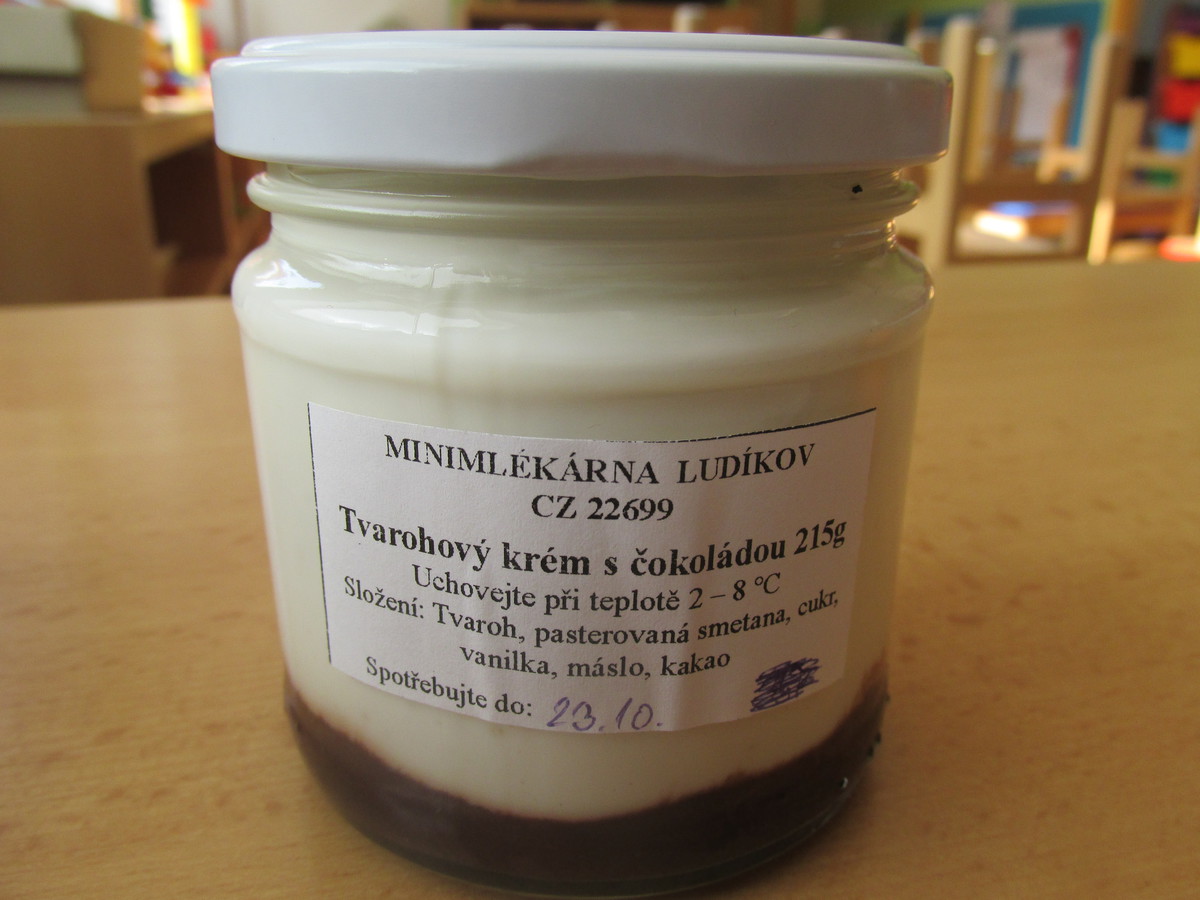 MINIMLÉKÁRNA LUDÍKOV
CZ 22699
Tvarohový krém s čokoládou 215g
Uchovejte při teplotě 2 – 8 °C
Složení: Tvaroh, pasterovaná smetana, cukr,
vanilka, máslo, kakao
Spotřebujte do: 23.10.